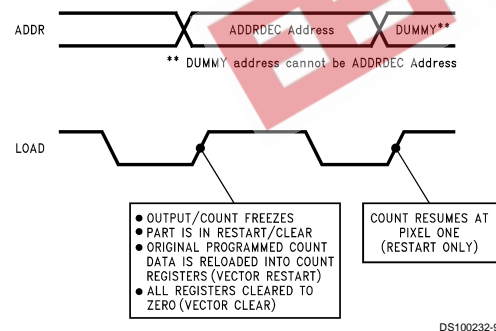 ADDR
ADDRDEC Address
DUMMY**
** DUMMY address cannot be ADDRDEC Address
LOAD
● OUTPUT/COUNT FREEZES
● PART IS IN RESTART/CLEAR
● ORIGINAL PROGRAMMED COUNT
DATA IS RELOADED INTO COUNT
REGISTERS (VECTOR RESTART)
● ALL REGISTERS CLEARED TO
ZERO (VECTOR CLEAR)
COUNT RESUMES AT
PIXEL ONE
(RESTART ONLY)